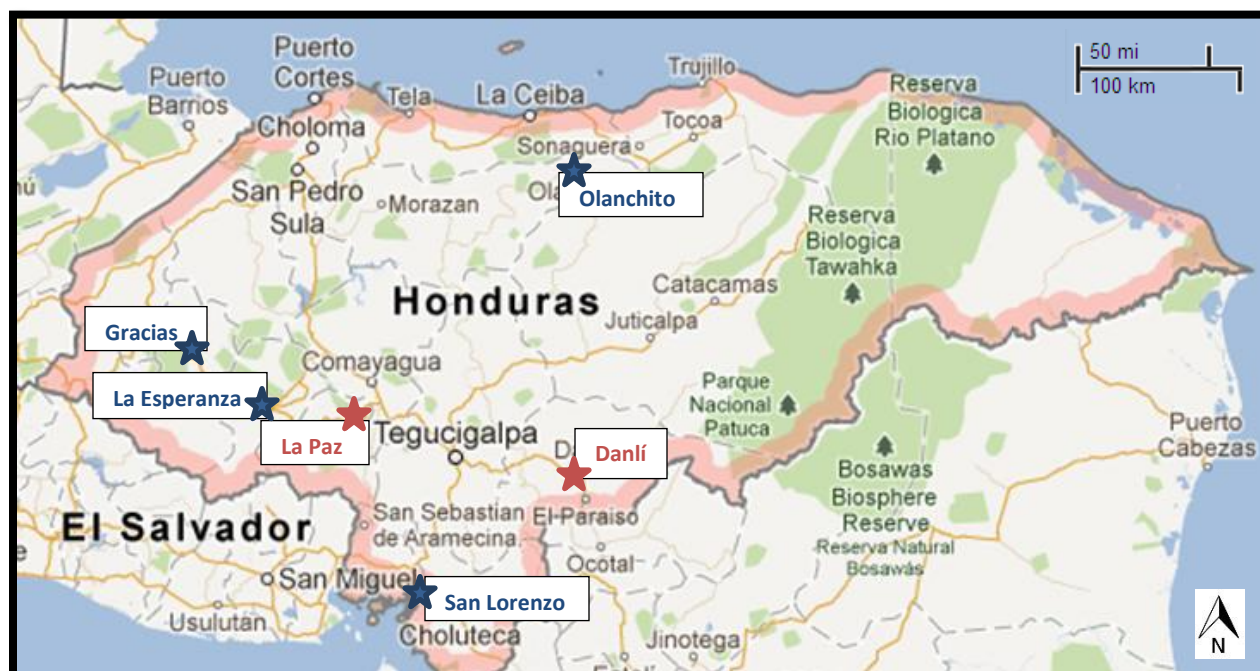 50 mi
100 km
Puerto
Cortes
Puerto
Barrios
Trujillo
Tela
La Ceiba
Reserva
Biologica
Rio Platano
Tocoa
Choloma
Sonaguera
San Pedro
Sula
Olanchito
Morazan
Reserva
Biologica
Tawahka
Catacamas
Honduras
Juticalpa
Gracias
Comayagua
La Esperanza
Parque
Nacional
Patuca
La Paz
Tegucigalpa
Danlí
Puerto
Cabezas
Bosawas
Biosphere
Reserve
Reserva Natural
Bosawás
El Paraiso
San Sebastian
de Aramecina
El Salvador
Ocotal
San Miguel
San Lorenzo
Usulután
Choluteca
Jinotega
N